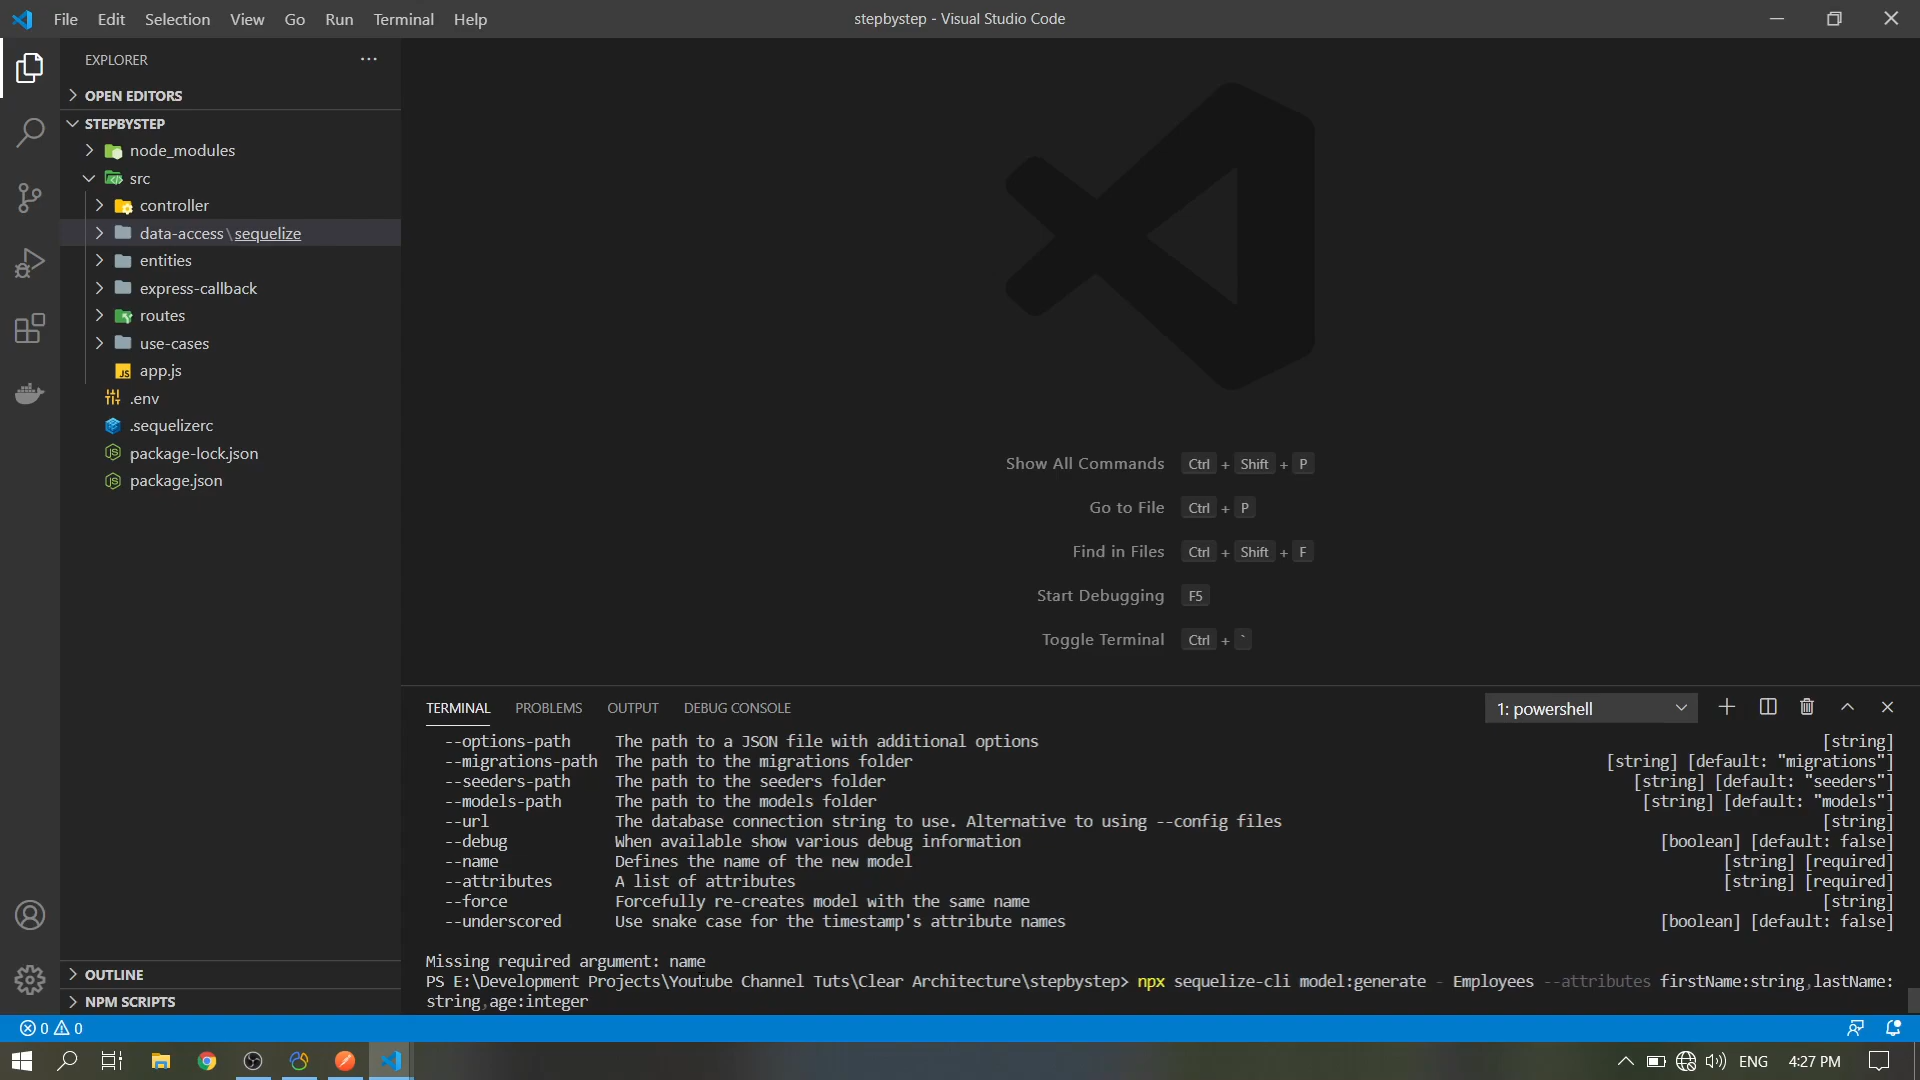 File Edit Selection View Go Run Terminal Help
stepbystep - Visual Studio Code
EXPLORER
OPEN EDITORS
STEPBYSTEP
node_modules
src
controller
data-access\sequelize
entities
express-callback
routes
use-cases
JS app.js
.env
.sequelizerc
package-lock.json
package.json
OUTLINE
NPM SCRIPTS
Show All Commands Ctrl + Shift + P
Go to File Ctrl + P
Find in Files Ctrl + Shift + F
Start Debugging F5
Toggle Terminal Ctrl + `
TERMINAL PROBLEMS OUTPUT DEBUG CONSOLE
1: powershell
--options-path The path to a JSON file with additional options [string]
--migrations-path The path to the migrations folder [string] [default: "migrations"]
--seeders-path The path to the seeders folder [string] [default: "seeders"]
--models-path The path to the models folder [string] [default: "models"]
--url The database connection string to use. Alternative to using --config files [string]
--debug When available show various debug information [boolean] [default: false]
--name Defines the name of the new model [string] [required]
--attributes A list of attributes [string] [required]
--force Forcefully re-creates model with the same name [string]
--underscored Use snake case for the timestamp's attribute names [boolean] [default: false]
Missing required argument: name
PS E:\Development Projects\Youtube Channel Tuts\Clear Architecture\stepbystep> npx sequelize-cli model:generate - Employees --attributes firstName:string,lastName:
string,age:integer
0 0
ENG 4:27 PM